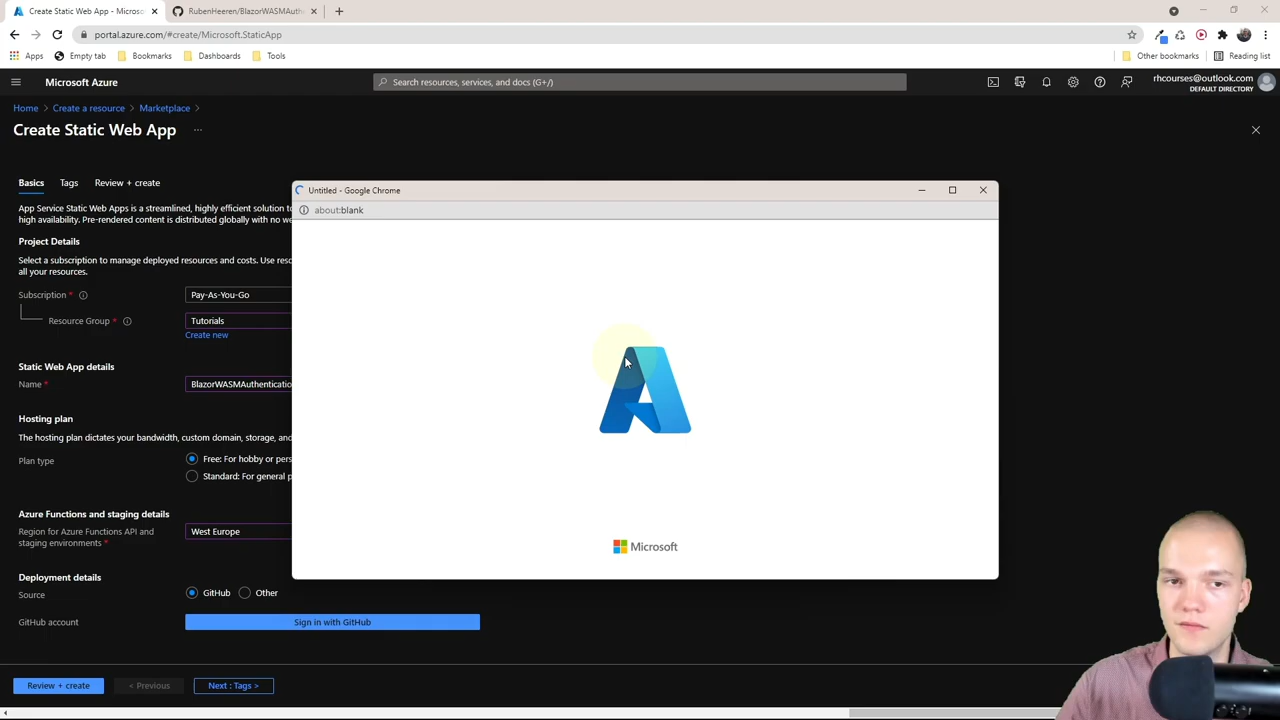 Create Static Web App - Microso
RubenHeeren/BlazorWASMAuthe
portal.azure.com/#create/Microsoft.StaticApp
Apps Empty tab Bookmarks Dashboards Tools Other bookmarks Reading list
Microsoft Azure
Search resources, services, and docs (G+/)
rhcourses@outlook.com
DEFAULT DIRECTORY
Home > Create a resource > Marketplace >
Create Static Web App ...
Basics Tags Review + create
App Service Static Web Apps is a streamlined, highly efficient solution to
high availability. Pre-rendered content is distributed globally with no we
Project Details
Select a subscription to manage deployed resources and costs. Use reso
all your resources.
Subscription *
Pay-As-You-Go
Resource Group *
Tutorials
Create new
Static Web App details
Name *
BlazorWASMAuthenticatio
Hosting plan
The hosting plan dictates your bandwidth, custom domain, storage, and
Plan type
Free: For hobby or pers
Standard: For general p
Azure Functions and staging details
Region for Azure Functions API and
staging environments *
West Europe
Deployment details
Source
GitHub Other
GitHub account
Sign in with GitHub
Review + create < Previous Next : Tags >
Untitled - Google Chrome
about:blank
Microsoft